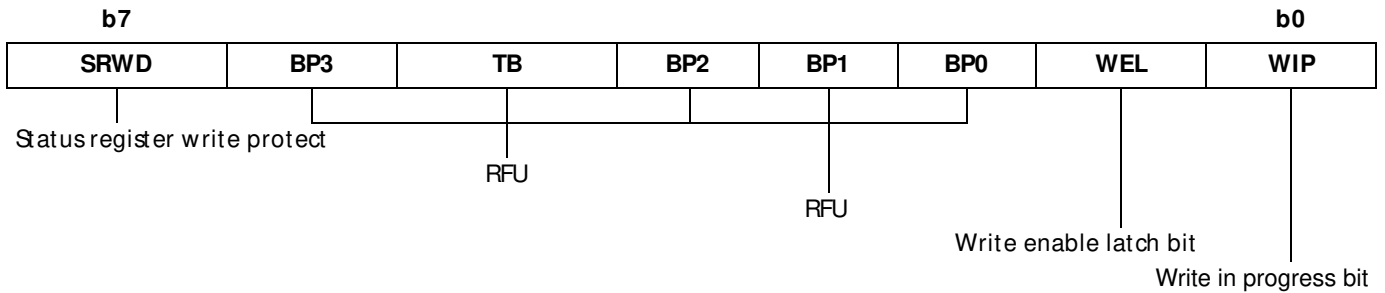 b7 b0
SRWD BP3 TB BP2 BP1 BP0 WEL WIP
Status register write protect
RFU
RFU
Write enable latch bit
Write in progress bit